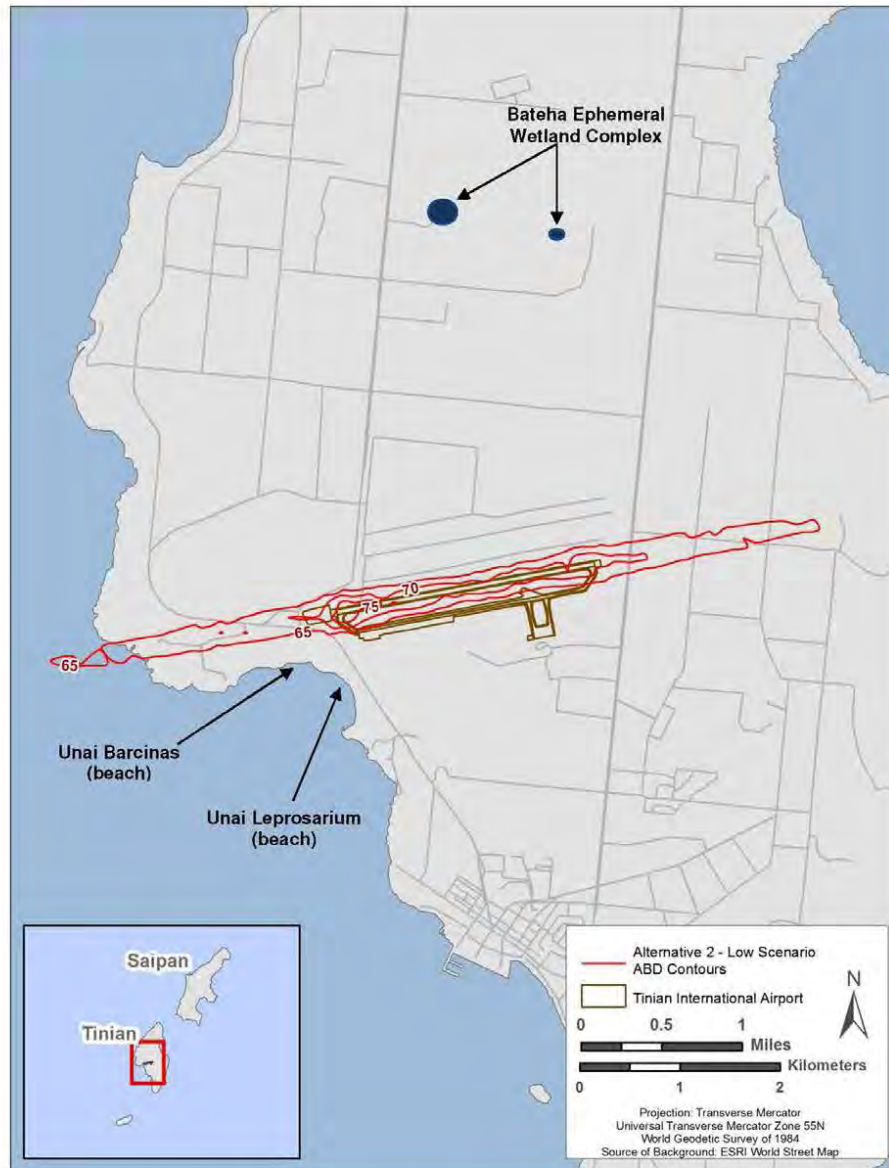 Bateha Ephemeral
Wetland Complex
70
75
65
65
Unai Barcinas
(beach)
Unai Leprosarium
(beach)
Saipan
Tinian
Alternative 2 - Low Scenario
ABD Contours
Tinian International Airport
N
0 0.5 1
Miles
Kilometers
0 1 2
Projection: Transverse Mercator
Universal Transverse Mercator Zone 55N
World Geodetic Survey of 1984
Source of Background: ESRI World Street Map